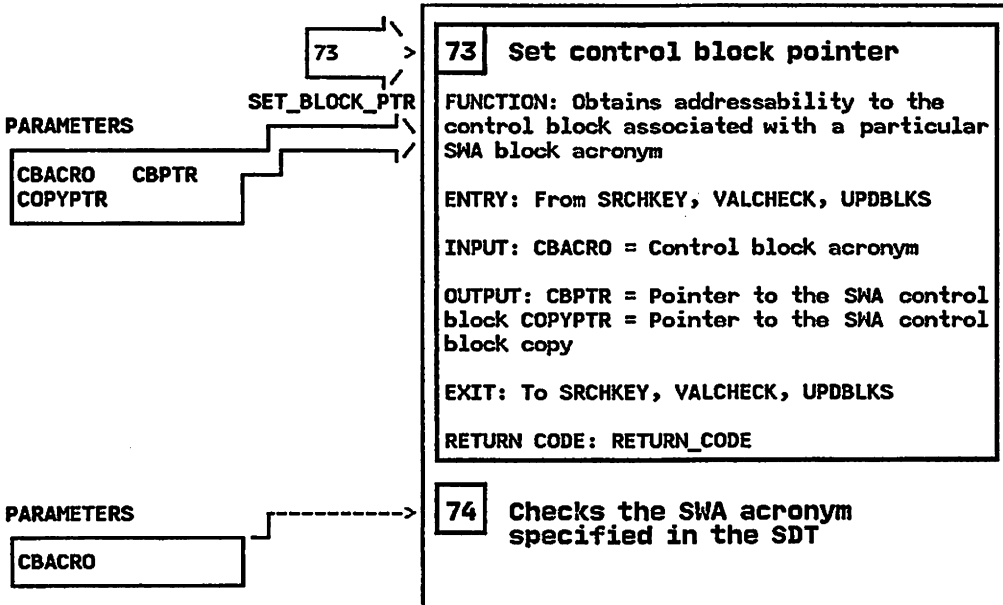 73
73 Set control block pointer
SET_BLOCK_PTR
PARAMETERS
CBACRO CBPTR
COPYPTR
FUNCTION: Obtains addressability to the
control block associated with a particular
SWA block acronym
ENTRY: From SRCHKEY, VALCHECK, UPDBLKS
INPUT: CBACRO = Control block acronym
OUTPUT: CBPTR = Pointer to the SWA control
block COPYPTR = Pointer to the SWA control
block copy
EXIT: To SRCHKEY, VALCHECK, UPDBLKS
RETURN CODE: RETURN_CODE
PARAMETERS
CBACRO
74 Checks the SWA acronym
specified in the SDT